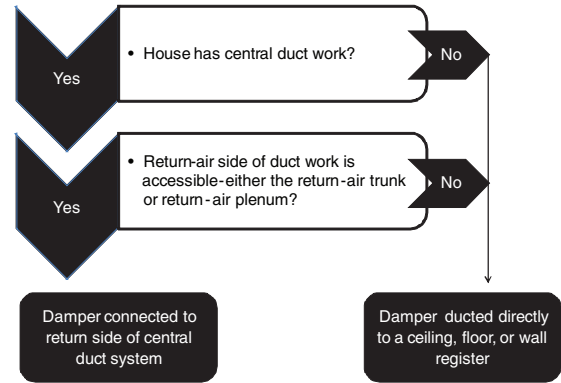 Yes
• House has central duct work?
No
Yes
• Return-air side of duct work is
accessible-either the return-air trunk
or return-air plenum?
No
Damper connected to
return side of central
duct system
Damper ducted directly
to a ceiling, floor, or wall
register